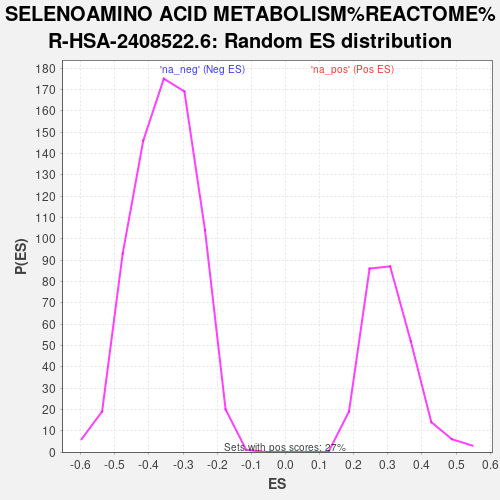 SELENOAMINO ACID METABOLISM%REACTOME%
R-HSA-2408522.6: Random ES distribution
'na_neg' (Neg ES)
'na_pos' (Pos ES)
180
170
160
150
140
130
120
110
100
90
80
70
60
50
40
30
20
10
0
P(ES)
Sets with pos scores: 27%
-0.6 -0.5 -0.4 -0.3 -0.2 -0.1 0.0 0.1 0.2 0.3 0.4 0.5 0.6
ES